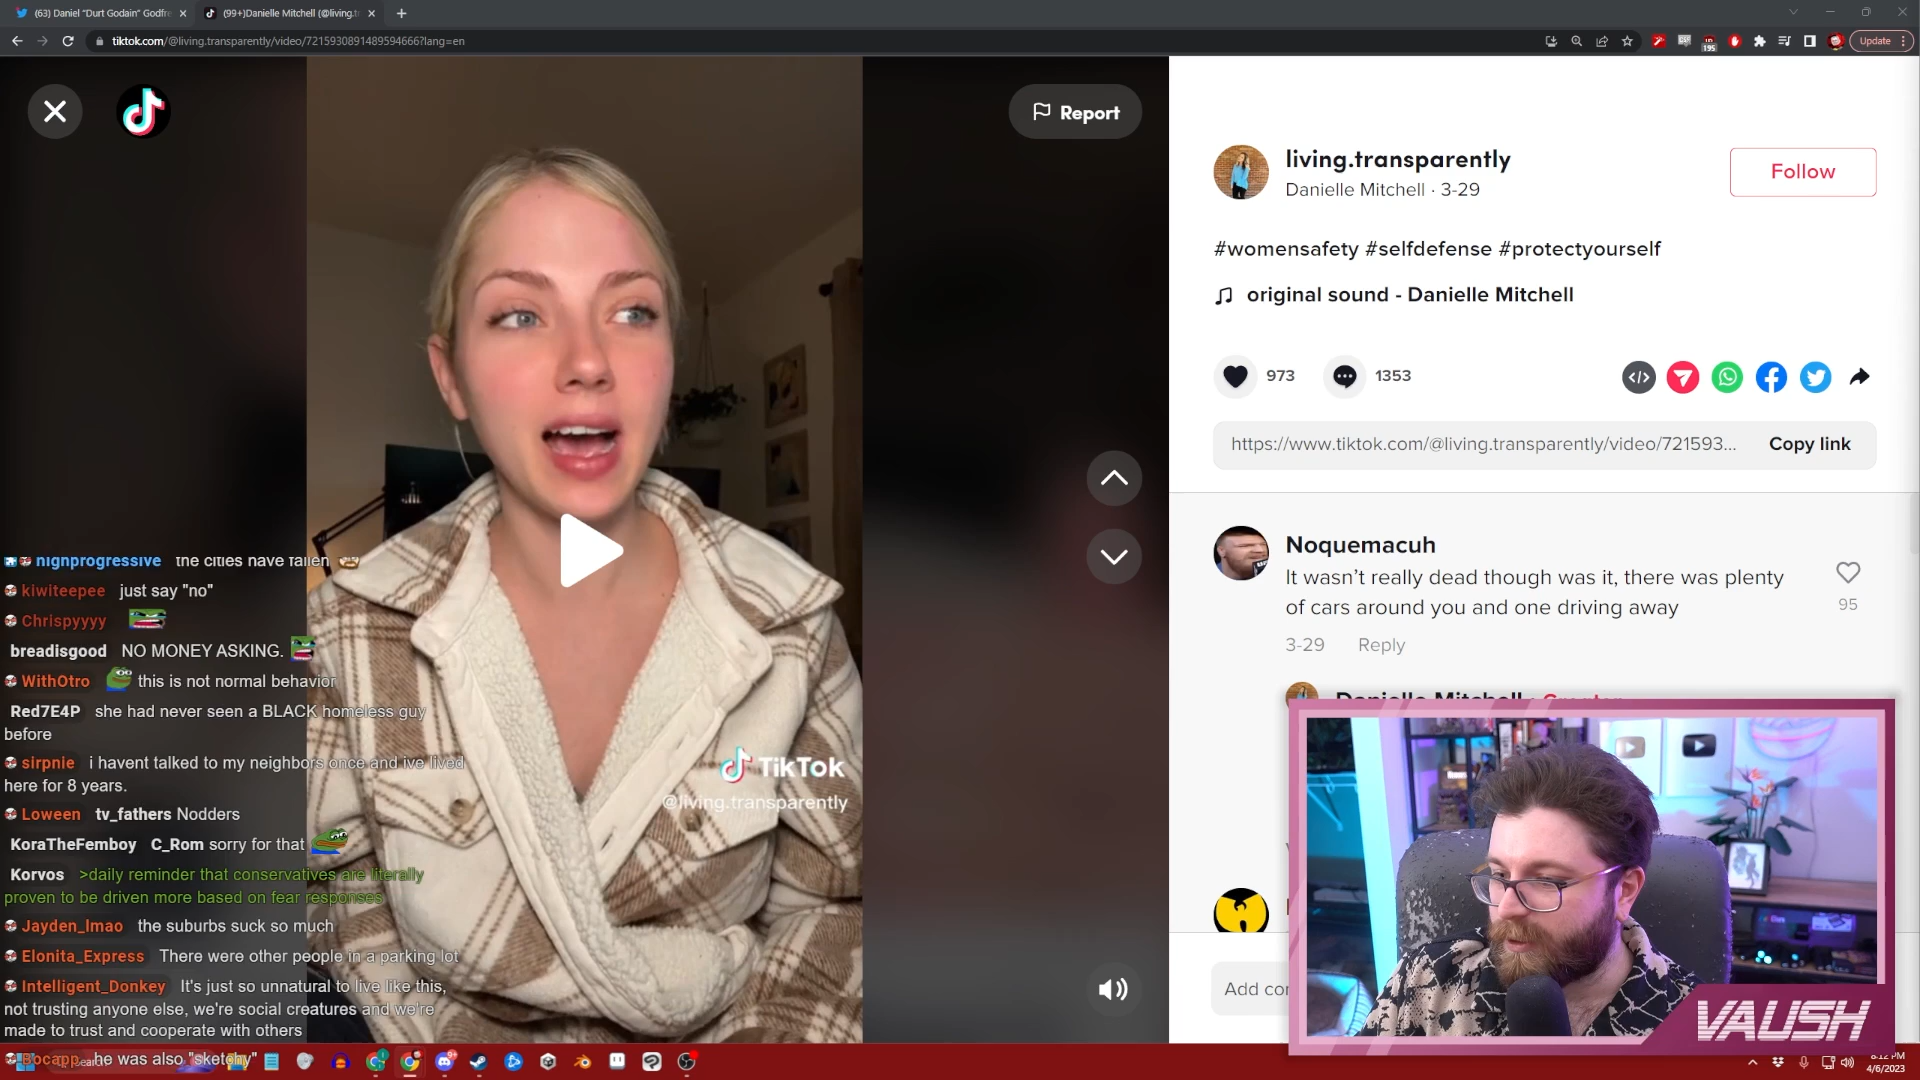 (63) Daniel "Durt Godain" Godfre
(99+)Danielle Mitchell (@living.t
tiktok.com/@living.transparently/video/7215930891489594666?lang=en
195
Update
Report
living.transparently
Danielle Mitchell · 3-29
Follow
#womensafety #selfdefense #protectyourself
original sound - Danielle Mitchell
973
1353
https://www.tiktok.com/@living.transparently/video/721593...
Copy link
Noquemacuh
It wasn't really dead though was it, there was plenty
of cars around you and one driving away
95
3-29 Reply
Danielle Mitchell · Creator
Add co
TikTok
@living.transparently
VAUSH
nignprogressive the cities have fallen
kiwiteepee just say "no"
Chrispyyyy
breadisgood NO MONEY ASKING.
WithOtro this is not normal behavior
Red7E4P she had never seen a BLACK homeless guy
before
sirpnie i havent talked to my neighbors once and ive lived
here for 8 years.
Loween tv_fathers Nodders
KoraTheFemboy C_Rom sorry for that
Korvos >daily reminder that conservatives are literally
proven to be driven more based on fear responses
Jayden_lmao the suburbs suck so much
Elonita_Express There were other people in a parking lot
Intelligent_Donkey It's just so unnatural to live like this,
not trusting anyone else, we're social creatures and we're
made to trust and cooperate with others
Bocapp he was also "sketchy"
8:12 PM
4/6/2023